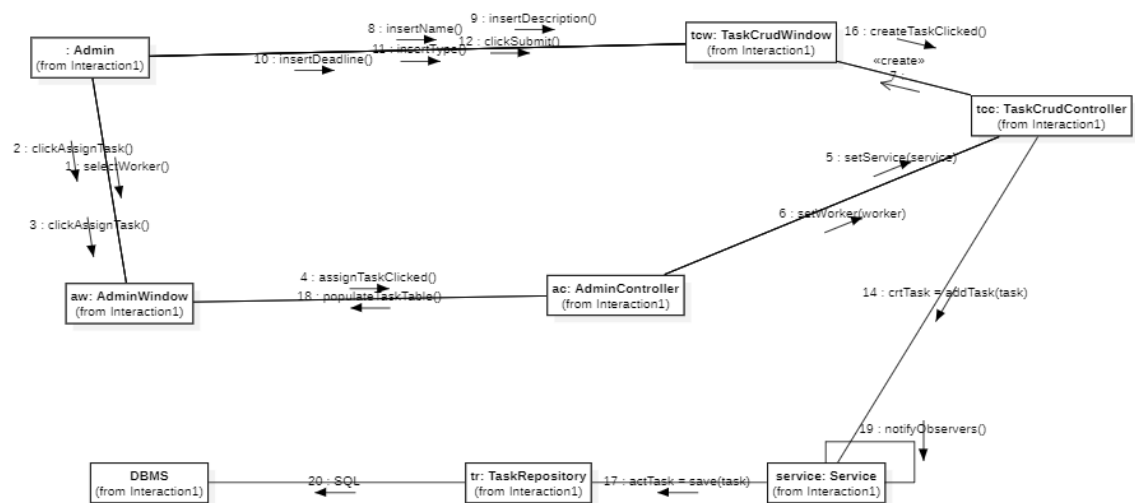 9 : insertDescription()
8 : insertName()
: Admin
(from Interaction1)
11 : insertType()
12 : clickSubmit()
10 : insertDeadline()
tcw: TaskCrudWindow
(from Interaction1)
16 : createTaskClicked()
«create»
7 :
tcc: TaskCrudController
(from Interaction1)
2 : clickAssignTask()
1 : selectWorker()
5 : setService(service)
3 : clickAssignTask()
6 : setWorker(worker)
aw: AdminWindow
(from Interaction1)
4 : assignTaskClicked()
18 : populateTaskTable()
ac: AdminController
(from Interaction1)
14 : crtTask = addTask(task)
19 : notifyObservers()
DBMS
(from Interaction1)
20 : SQL
tr: TaskRepository
(from Interaction1)
17 : actTask = save(task)
service: Service
(from Interaction1)